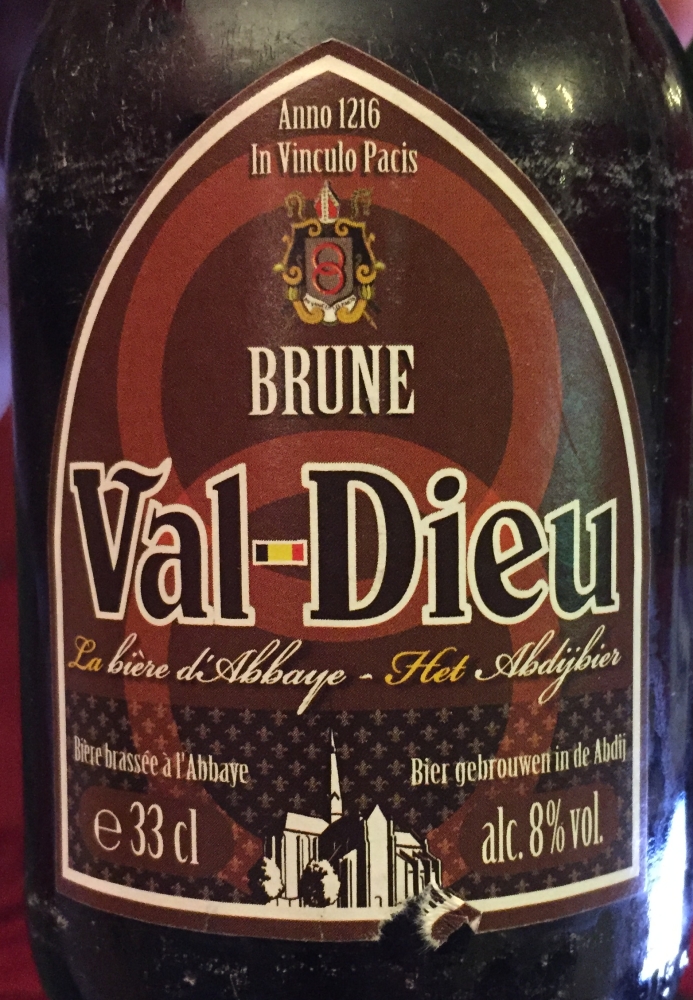 Anno 1216
In Vinculo Pacis
BRUNE
Val-Dieu
La bière d'Abbaye - Het Abdijbier
Bière brassée à l'Abbaye
Bier gebrouwen in de Abdij
℮ 33 cl
alc. 8% vol.